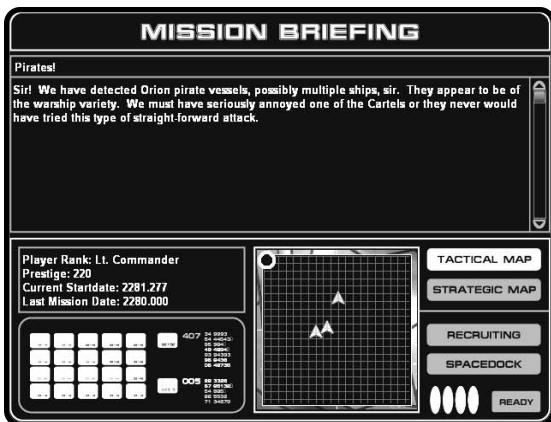 MISSION BRIEFING
Pirates!
Sir! We have detected Orion pirate vessels, possibly multiple ships, sir. They appear to be of
the warship variety. We must have seriously annoyed one of the Cartels or they never would
have tried this type of straight-forward attack.
Player Rank: Lt. Commander
Prestige: 220
Current Startdate: 2281.277
Last Mission Date: 2280.000
TACTICAL MAP
STRATEGIC MAP
RECRUITING
SPACEDOCK
READY
407
005